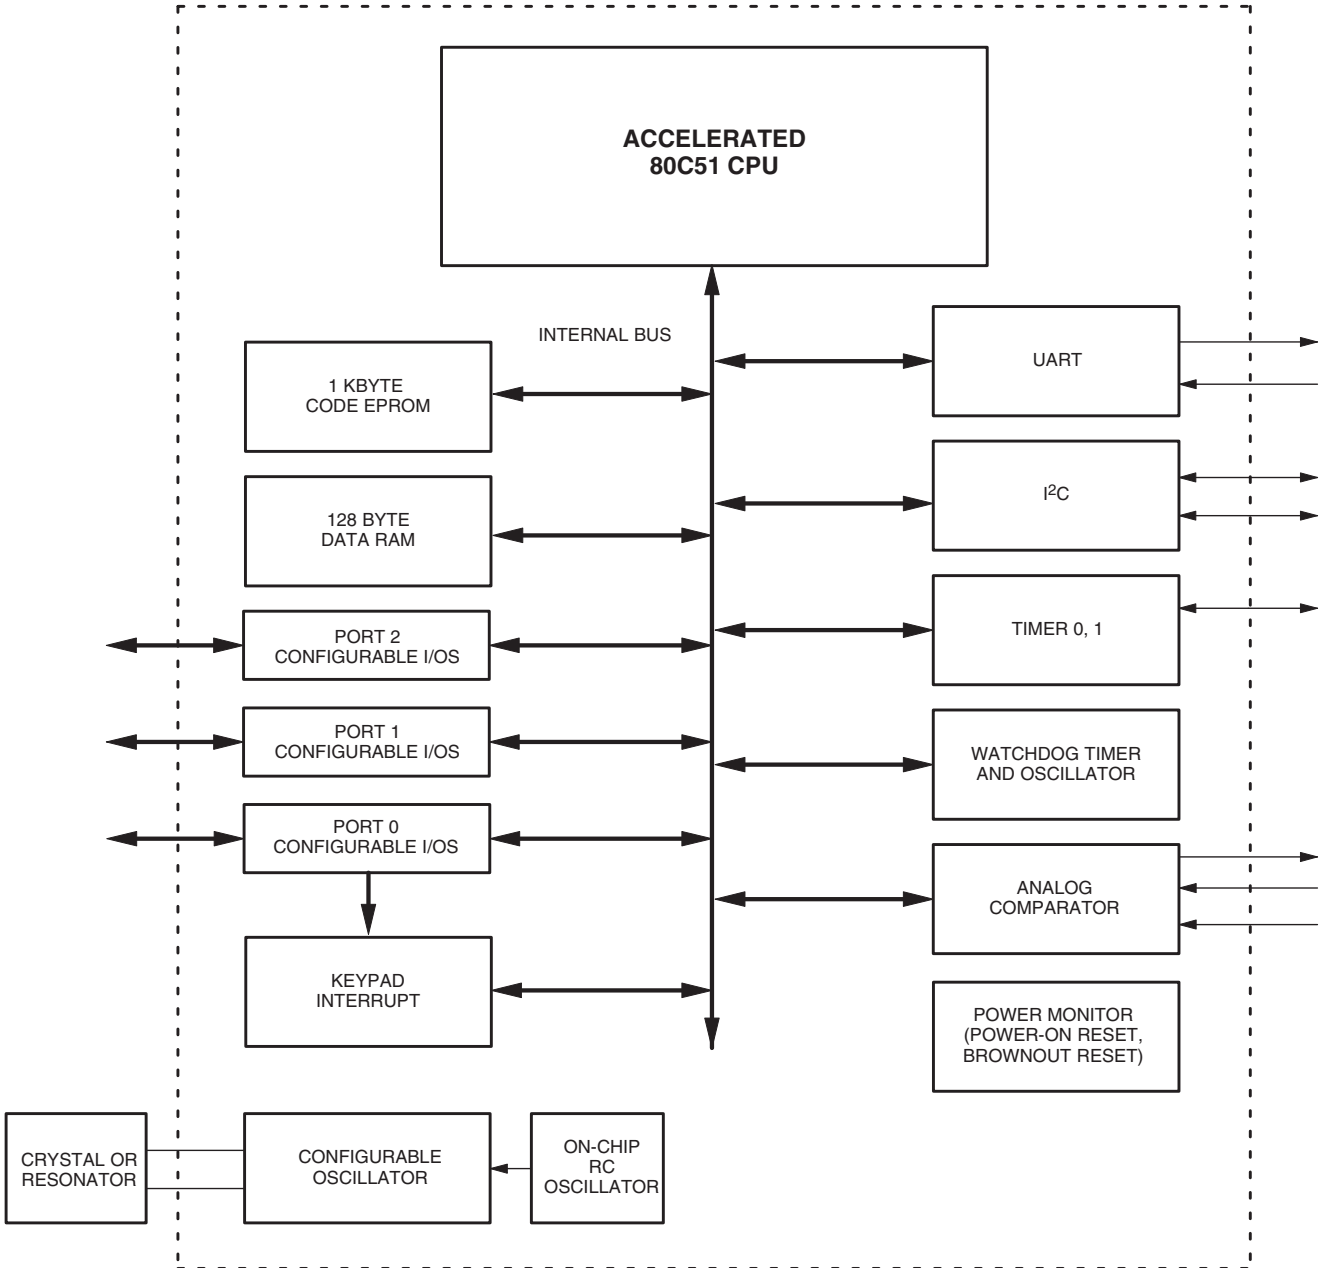 ACCELERATED
80C51 CPU
INTERNAL BUS
1 KBYTE
CODE EPROM
128 BYTE
DATA RAM
PORT 2
CONFIGURABLE I/OS
PORT 1
CONFIGURABLE I/OS
PORT 0
CONFIGURABLE I/OS
KEYPAD
INTERRUPT
UART
I²C
TIMER 0, 1
WATCHDOG TIMER
AND OSCILLATOR
ANALOG
COMPARATOR
POWER MONITOR
(POWER-ON RESET,
BROWNOUT RESET)
CRYSTAL OR
RESONATOR
CONFIGURABLE
OSCILLATOR
ON-CHIP
RC
OSCILLATOR